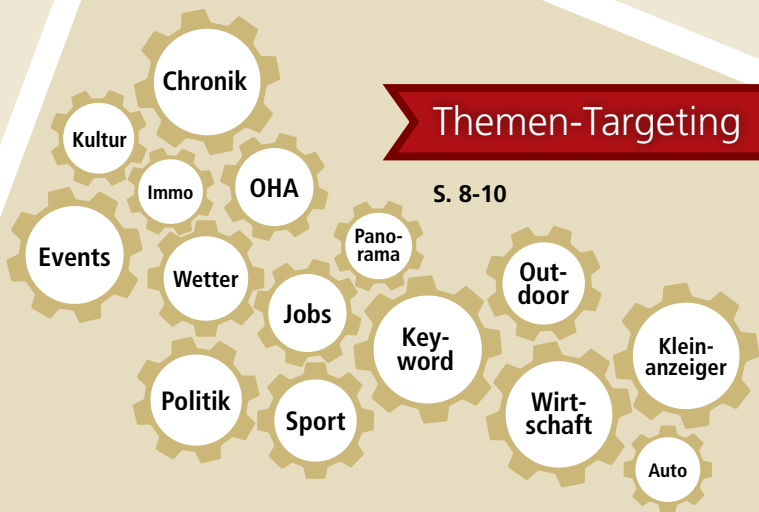 Chronik
Themen-Targeting
Kultur
Immo
OHA
S. 8-10
Events
Wetter
Pano-
rama
Jobs
Out-
door
Key-
word
Klein-
anzeiger
Politik
Sport
Wirt-
schaft
Auto